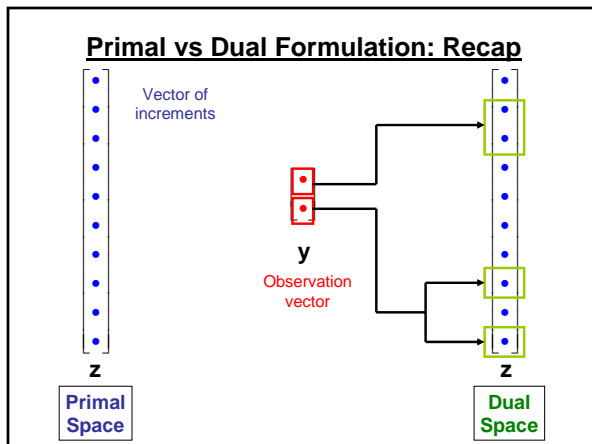 Primal vs Dual Formulation: Recap
Vector of
increments
y
Observation
vector
z
z
Primal
Space
Dual
Space